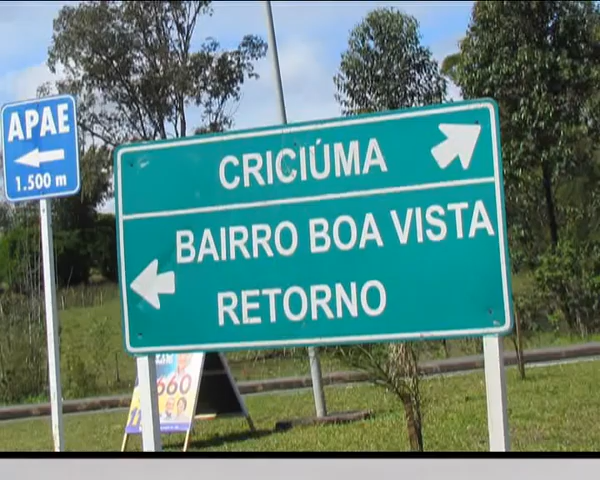 APAE
1.500 m
CRICIÚMA
BAIRRO BOA VISTA
RETORNO
660